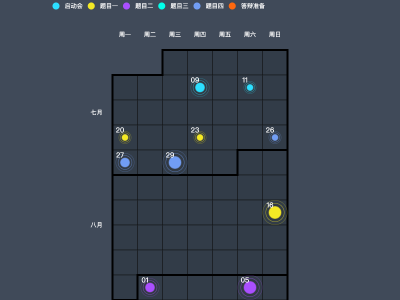 启动会 题目一 题目二 题目三 题目四 答辩准备
周一 周二 周三 周四 周五 周六 周日
09 11
七月
20 23 26
27 29
16
八月
01 05